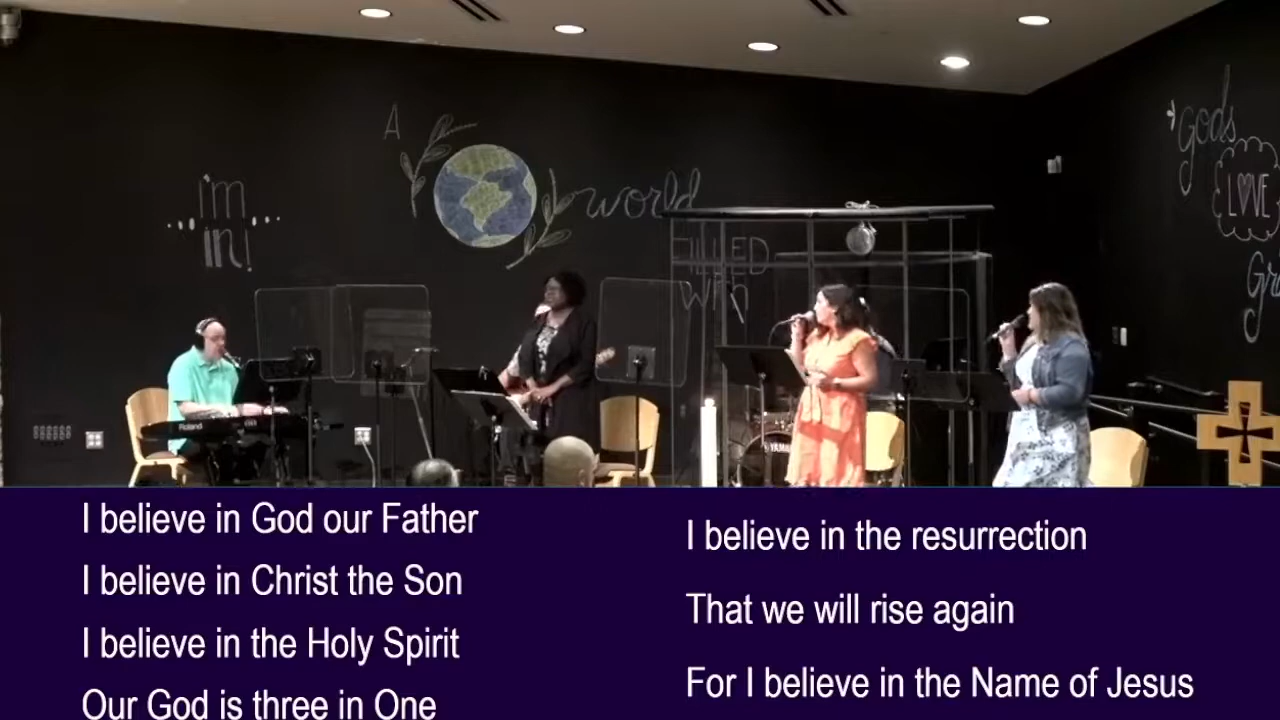 A
world
FILLED
WITH
I'm
in!
gods
LOVE
Roland
YAMAHA
I believe in God our Father
I believe in Christ the Son
I believe in the Holy Spirit
Our God is three in One
I believe in the resurrection
That we will rise again
For I believe in the Name of Jesus